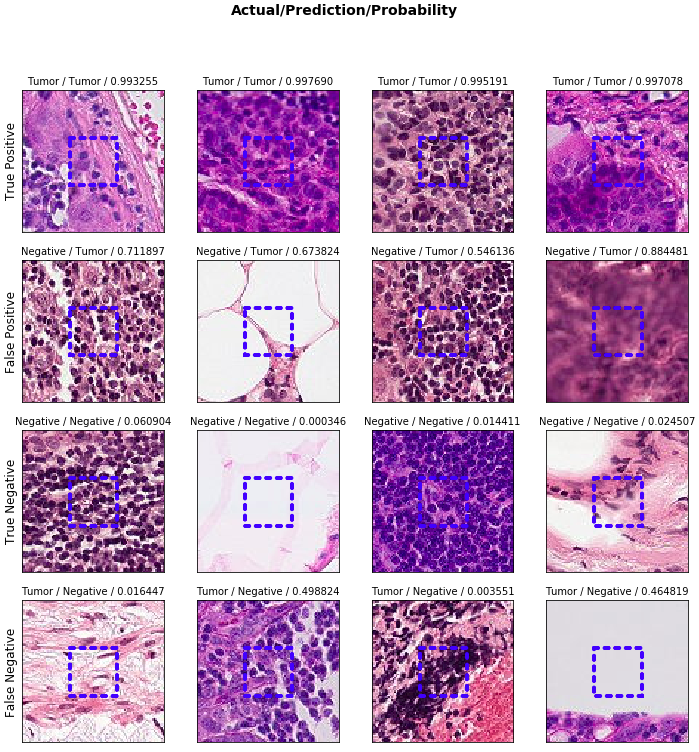 Actual/Prediction/Probability
Tumor / Tumor / 0.993255
Tumor / Tumor / 0.997690
Tumor / Tumor / 0.995191
Tumor / Tumor / 0.997078
True Positive
Negative / Tumor / 0.711897
Negative / Tumor / 0.673824
Negative / Tumor / 0.546136
Negative / Tumor / 0.884481
False Positive
Negative / Negative / 0.060904
Negative / Negative / 0.000346
Negative / Negative / 0.014411
Negative / Negative / 0.024507
True Negative
Tumor / Negative / 0.016447
Tumor / Negative / 0.498824
Tumor / Negative / 0.003551
Tumor / Negative / 0.464819
False Negative